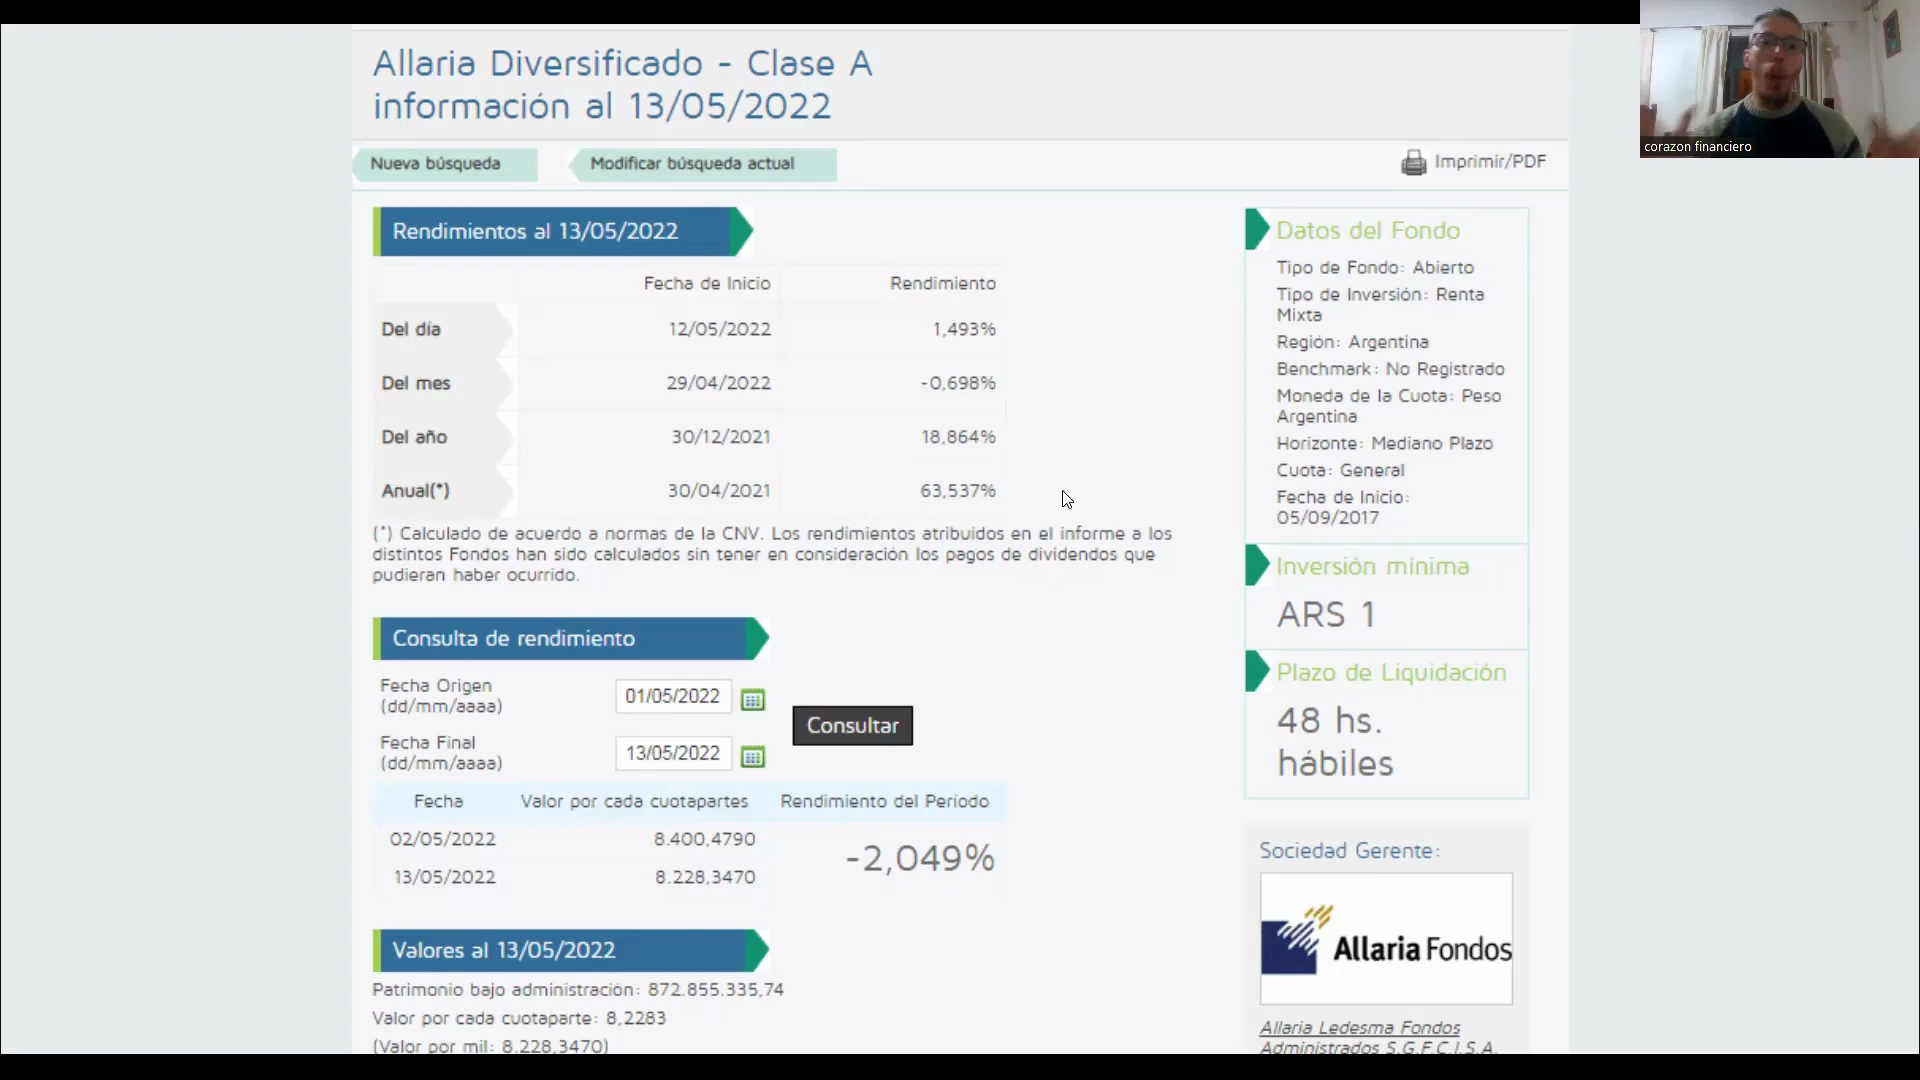 Allaria Diversificado - Clase A
información al 13/05/2022
Nueva búsqueda
Modificar búsqueda actual
Imprimir/PDF
corazon financiero
Rendimientos al 13/05/2022
Fecha de Inicio Rendimiento
Del día 12/05/2022 1,493%
Del mes 29/04/2022 -0,698%
Del año 30/12/2021 18,864%
Anual(*) 30/04/2021 63,537%
(*) Calculado de acuerdo a normas de la CNV. Los rendimientos atribuidos en el informe a los
distintos Fondos han sido calculados sin tener en consideración los pagos de dividendos que
pudieran haber ocurrido.
Consulta de rendimiento
Fecha Origen
(dd/mm/aaaa)
01/05/2022
Fecha Final
(dd/mm/aaaa)
13/05/2022
Consultar
Fecha Valor por cada cuotapartes Rendimiento del Período
02/05/2022 8.400,4790
-2,049%
13/05/2022 8.228,3470
Valores al 13/05/2022
Patrimonio bajo administración: 872.855.335,74
Valor por cada cuotaparte: 8,2283
(Valor por mil: 8.228,3470)
Datos del Fondo
Tipo de Fondo: Abierto
Tipo de Inversión: Renta
Mixta
Región: Argentina
Benchmark: No Registrado
Moneda de la Cuota: Peso
Argentina
Horizonte: Mediano Plazo
Cuota: General
Fecha de Inicio:
05/09/2017
Inversión mínima
ARS 1
Plazo de Liquidación
48 hs.
hábiles
Sociedad Gerente:
Allaria Fondos
Allaria Ledesma Fondos
Administrados S.G.F.C.I.S.A.